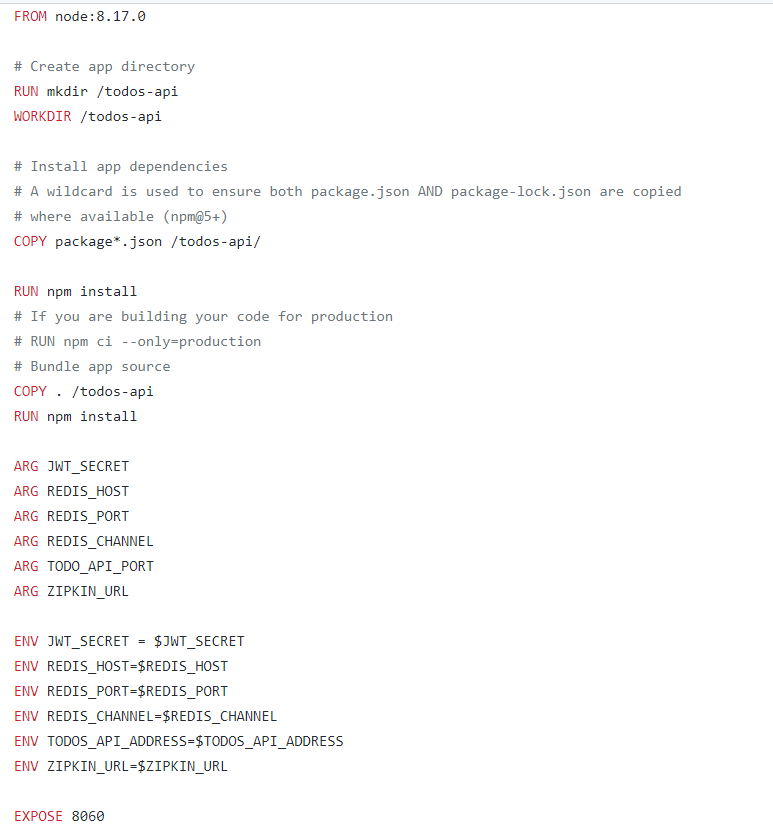 FROM node:8.17.0
# Create app directory
RUN mkdir /todos-api
WORKDIR /todos-api
# Install app dependencies
# A wildcard is used to ensure both package.json AND package-lock.json are copied
# where available (npm@5+)
COPY package*.json /todos-api/
RUN npm install
# If you are building your code for production
# RUN npm ci --only=production
# Bundle app source
COPY . /todos-api
RUN npm install
ARG JWT_SECRET
ARG REDIS_HOST
ARG REDIS_PORT
ARG REDIS_CHANNEL
ARG TODO_API_PORT
ARG ZIPKIN_URL
ENV JWT_SECRET = $JWT_SECRET
ENV REDIS_HOST=$REDIS_HOST
ENV REDIS_PORT=$REDIS_PORT
ENV REDIS_CHANNEL=$REDIS_CHANNEL
ENV TODOS_API_ADDRESS=$TODOS_API_ADDRESS
ENV ZIPKIN_URL=$ZIPKIN_URL
EXPOSE 8060